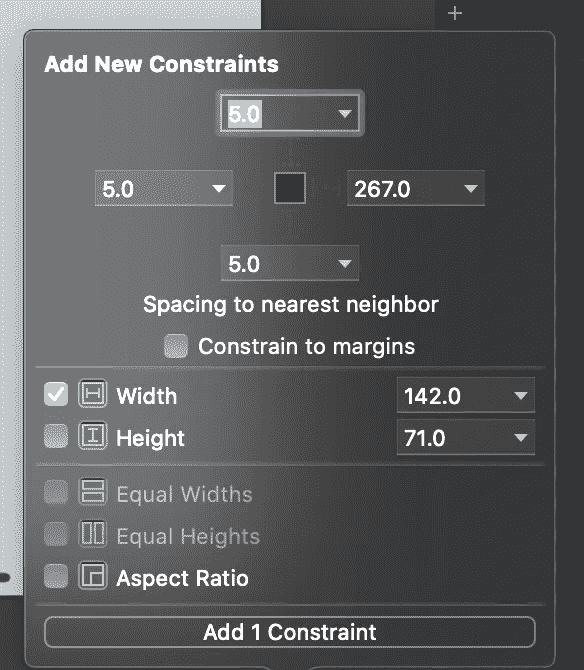 Add New Constraints
5.0
5.0
267.0
5.0
Spacing to nearest neighbor
Constrain to margins
Width 142.0
Height 71.0
Equal Widths
Equal Heights
Aspect Ratio
Add 1 Constraint